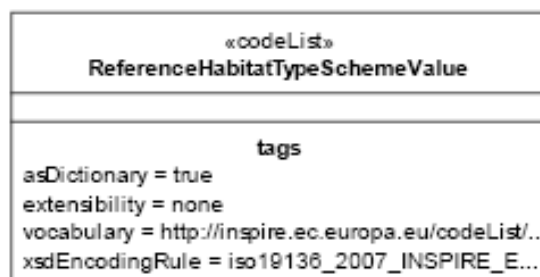 «codeList»
ReferenceHabitatTypeSchemeValue
tags
asDictionary = true
extensibility = none
vocabulary = http://inspire.ec.europa.eu/codeList/...
xsdEncodingRule = iso19136_2007_INSPIRE_E...